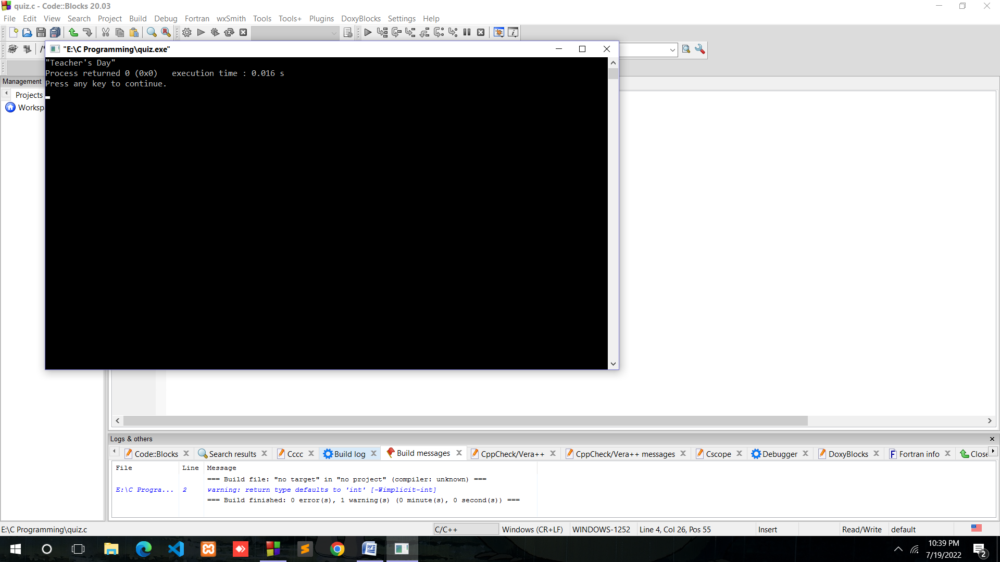 quiz.c - Code::Blocks 20.03
File Edit View Search Project Build Debug Fortran wxSmith Tools Tools+ Plugins DoxyBlocks Settings Help
"E:\C Programming\quiz.exe"
"Teacher's Day"
Process returned 0 (0x0)   execution time : 0.016 s
Press any key to continue.
Management
Projects
Worksp
Logs & others
Code::Blocks Search results Cccc Build log Build messages CppCheck/Vera++ CppCheck/Vera++ messages Cscope Debugger DoxyBlocks Fortran info Close
File Line Message
=== Build file: "no target" in "no project" (compiler: unknown) ===
E:\C Progra... 2 warning: return type defaults to 'int' [-Wimplicit-int]
=== Build finished: 0 error(s), 1 warning(s) (0 minute(s), 0 second(s)) ===
E:\C Programming\quiz.c C/C++ Windows (CR+LF) WINDOWS-1252 Line 4, Col 26, Pos 55 Insert Read/Write default
10:39 PM
7/19/2022
2